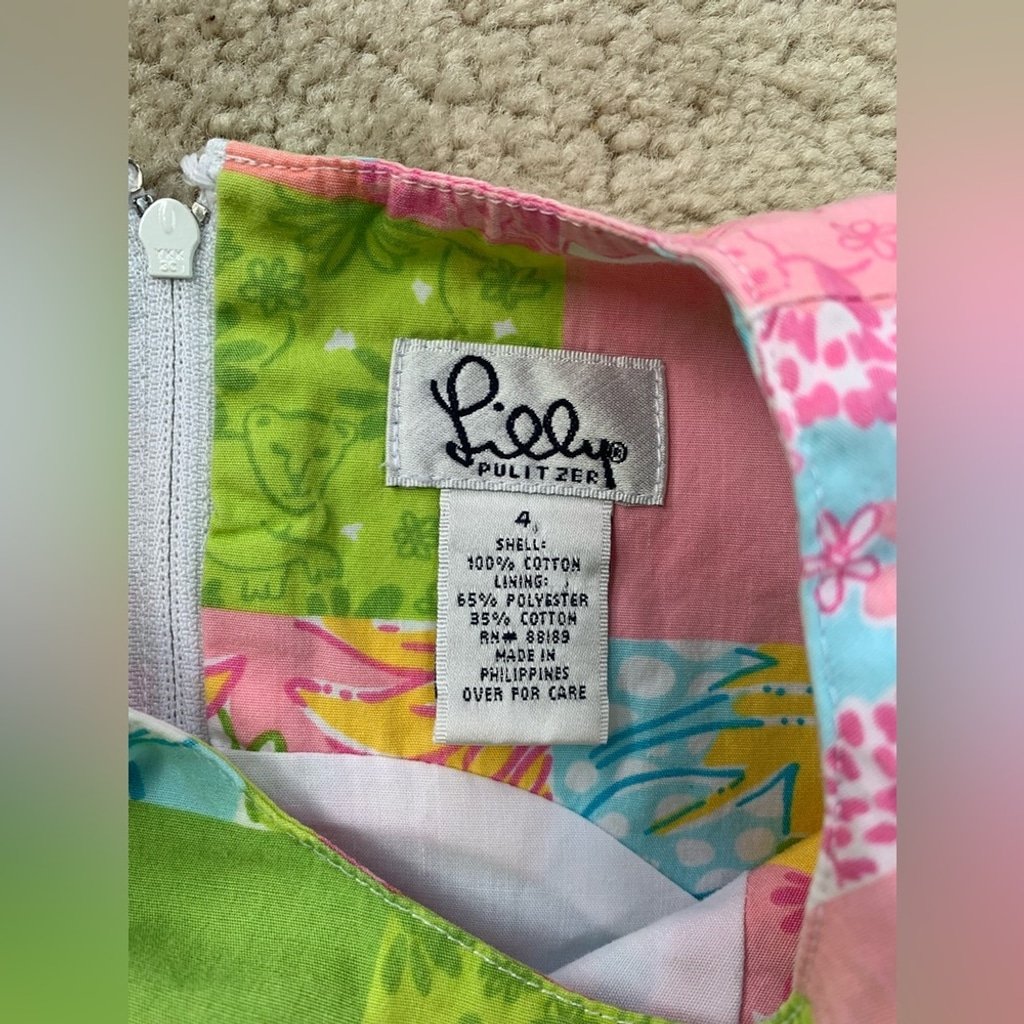 Lilly®
PULITZER
4
SHELL:
100% COTTON
LINING:
65% POLYESTER
35% COTTON
RN# 88189
MADE IN
PHILIPPINES
OVER FOR CARE